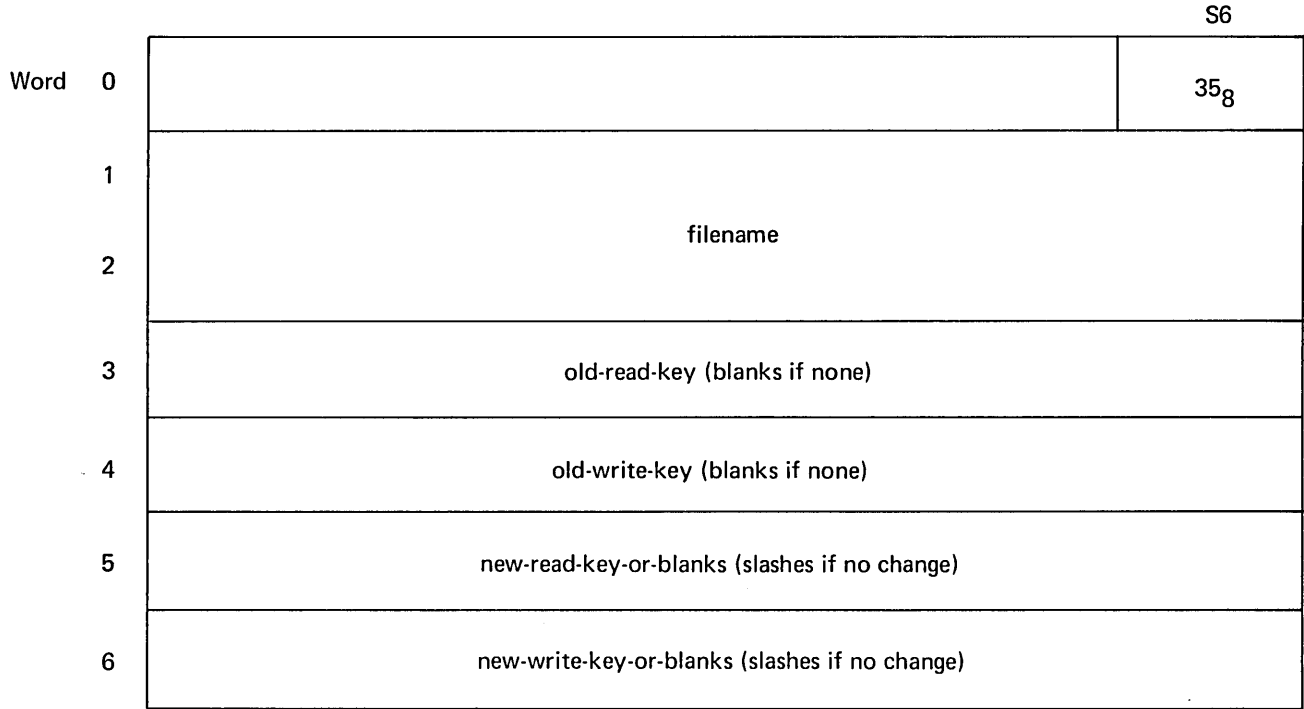 S6
Word 0 35₈
1
filename
2
3 old-read-key (blanks if none)
4 old-write-key (blanks if none)
5 new-read-key-or-blanks (slashes if no change)
6 new-write-key-or-blanks (slashes if no change)